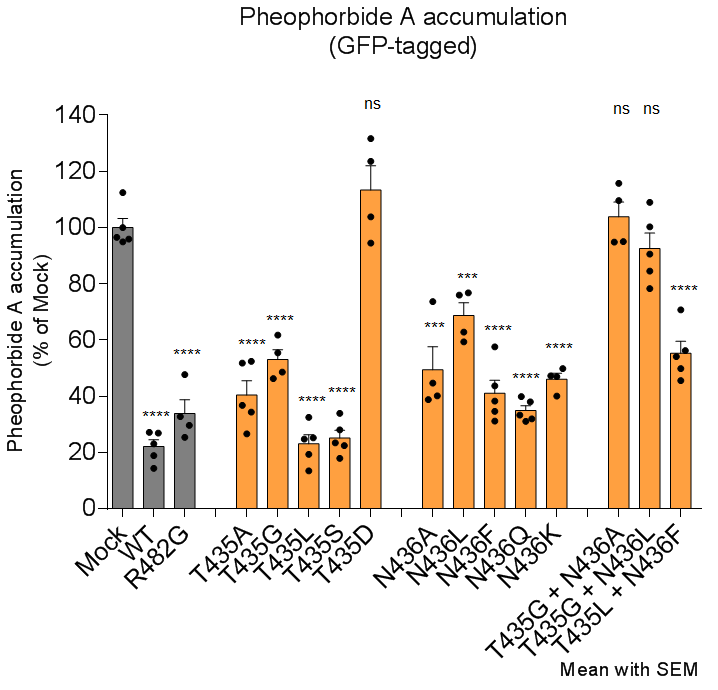 Pheophorbide A accumulation
(GFP-tagged)
Pheophorbide A accumulation
(% of Mock)
140
120
100
80
60
40
20
0
**** **** **** **** **** **** ns *** *** **** **** **** ns ns ****
Mock
WT
R482G
T435A
T435G
T435L
T435S
T435D
N436A
N436L
N436F
N436Q
N436K
T435G + N436A
T435G + N436L
T435L + N436F
Mean with SEM